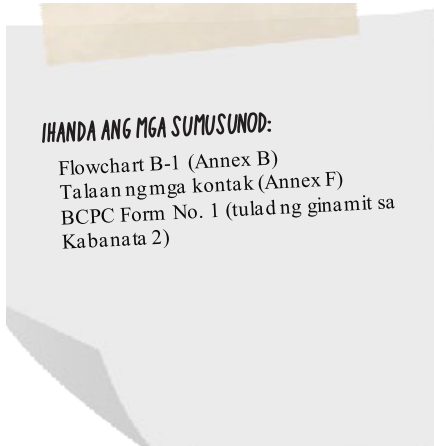 IHANDA ANG MGA SUMUSUNOD:
Flowchart B-1 (Annex B)
Talaan ng mga kontak (Annex F)
BCPC Form No. 1 (tulad ng ginamit sa
Kabanata 2)